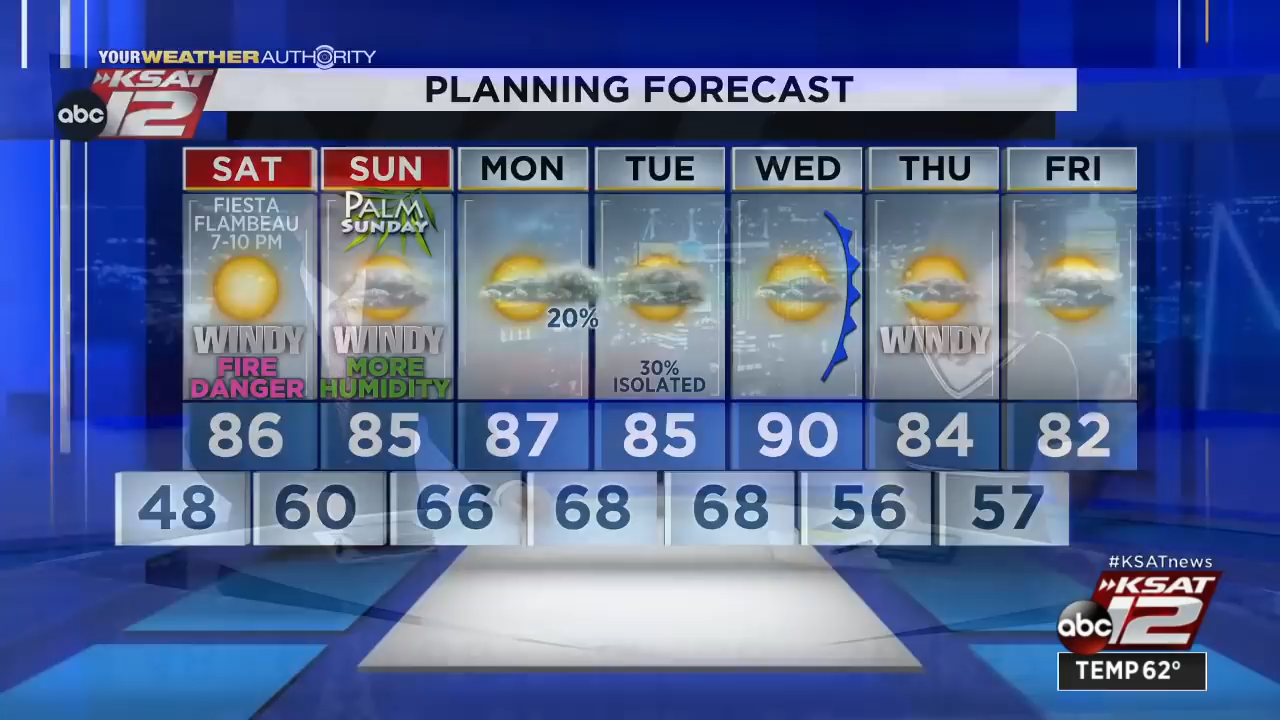 YOURWEATHERAUTHORITY
KSAT
abc 12
PLANNING FORECAST
SAT SUN MON TUE WED THU FRI
FIESTA
FLAMBEAU
7-10 PM
WINDY
FIRE
DANGER
PALM
SUNDAY
WINDY
MORE
HUMIDITY
20%
30%
ISOLATED
WINDY
86 85 87 85 90 84 82
48 60 66 68 68 56 57
#KSATnews
KSAT
abc 12
TEMP 62°